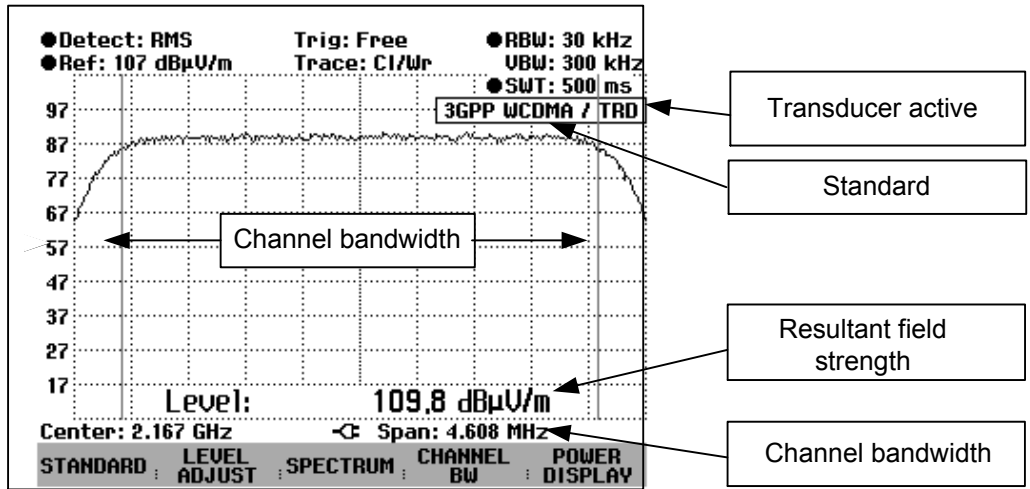 ●Detect: RMS Trig: Free ●RBW: 30 kHz
●Ref: 107 dBµV/m Trace: Cl/Wr VBW: 300 kHz
●SWT: 500 ms
3GPP WCDMA / TRD
Transducer active
Standard
97
87
77
67
57
47
37
27
17
Channel bandwidth
Resultant field
strength
Level: 109,8 dBµV/m
Center: 2.167 GHz Span: 4.608 MHz
Channel bandwidth
STANDARD LEVEL ADJUST SPECTRUM CHANNEL BW POWER DISPLAY